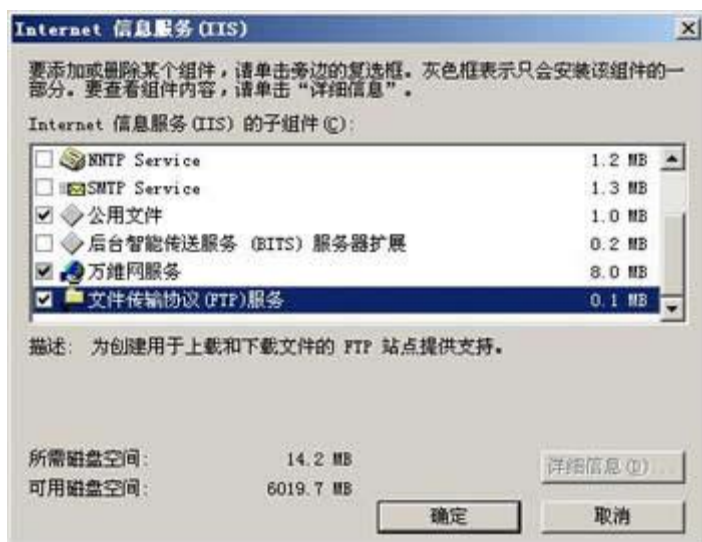 Internet 信息服务(IIS)
要添加或删除某个组件，请单击旁边的复选框。灰色框表示只会安装该组件的一
部分。要查看组件内容，请单击“详细信息”。
Internet 信息服务(IIS) 的子组件(C):
NNTP Service 1.2 MB
SMTP Service 1.3 MB
公用文件 1.0 MB
后台智能传送服务 (BITS) 服务器扩展 0.2 MB
万维网服务 8.0 MB
文件传输协议(FTP)服务 0.1 MB
描述: 为创建用于上载和下载文件的 FTP 站点提供支持。
所需磁盘空间: 14.2 MB
详细信息(D)...
可用磁盘空间: 6019.7 MB
确定 取消